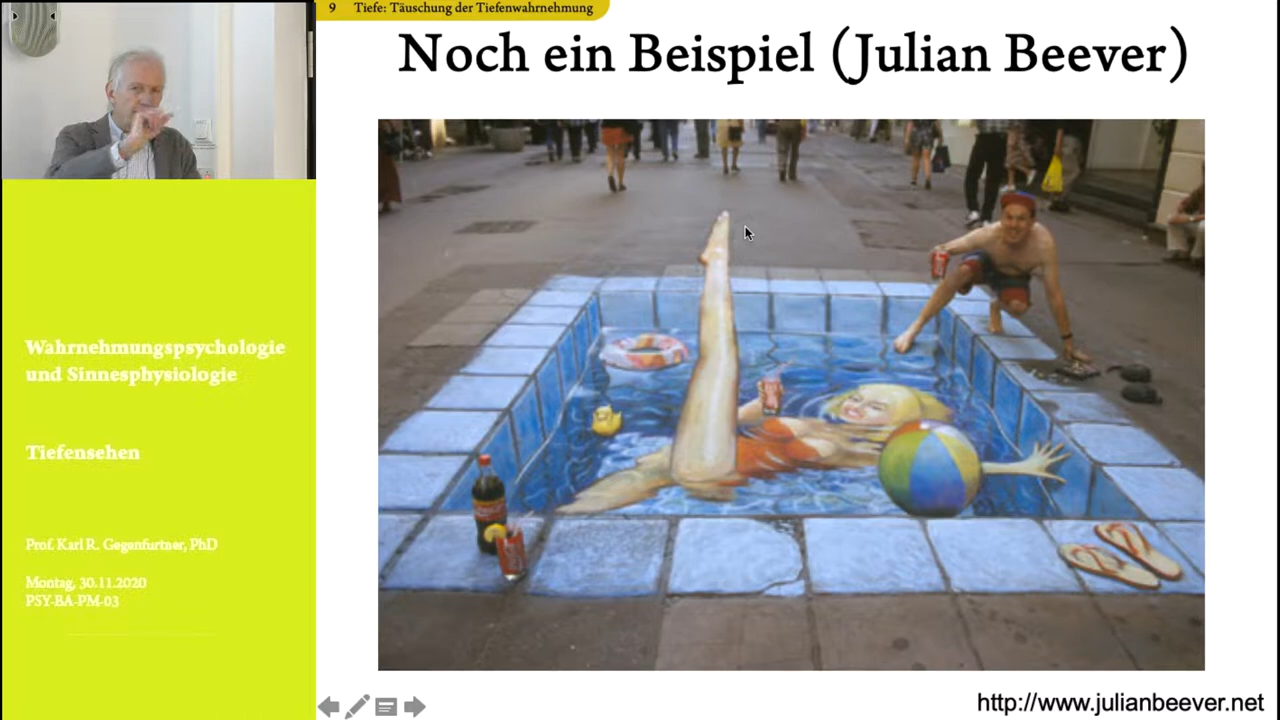 9 Tiefe: Täuschung der Tiefenwahrnehmung
Noch ein Beispiel (Julian Beever)
Wahrnehmungspsychologie
und Sinnesphysiologie
Tiefensehen
Prof. Karl R. Gegenfurtner, PhD
Montag, 30.11.2020
PSY-BA-PM-03
http://www.julianbeever.net